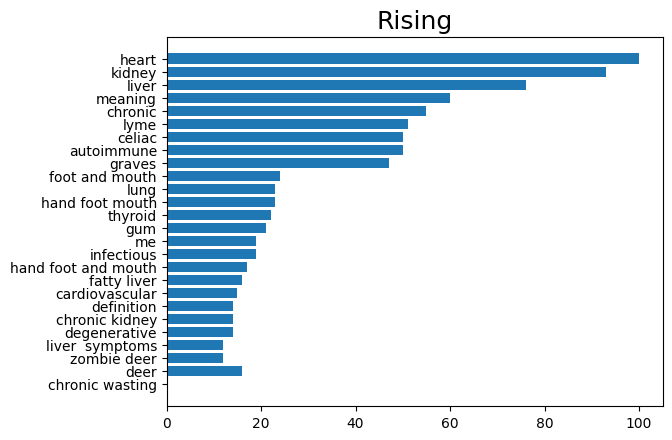 Rising
heart
kidney
liver
meaning
chronic
lyme
celiac
autoimmune
graves
foot and mouth
lung
hand foot mouth
thyroid
gum
me
infectious
hand foot and mouth
fatty liver
cardiovascular
definition
chronic kidney
degenerative
liver  symptoms
zombie deer
deer
chronic wasting
0 20 40 60 80 100